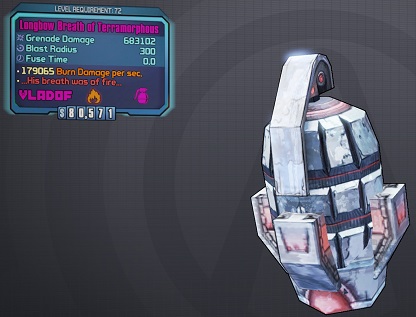 LEVEL REQUIREMENT: 72
Longbow Breath of Terramorphous
Grenade Damage 683102
Blast Radius 300
Fuse Time 0.0
• 179065 Burn Damage per sec.
• ...His breath was of fire...
VLADOF
$ 80,571